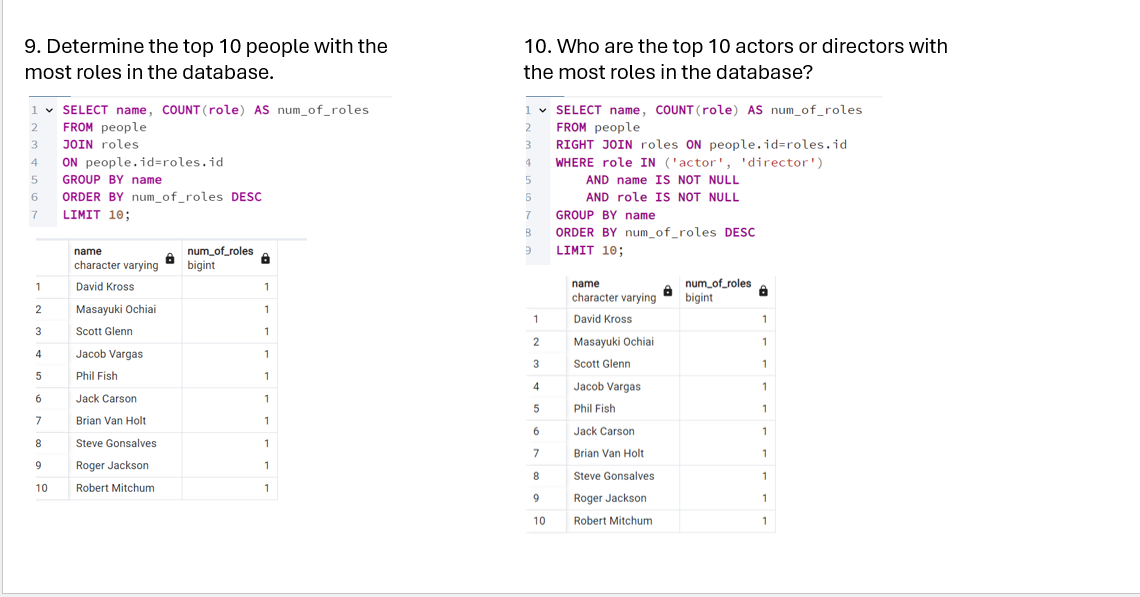 9. Determine the top 10 people with the
most roles in the database.
1 SELECT name, COUNT(role) AS num_of_roles
2 FROM people
3 JOIN roles
4 ON people.id=roles.id
5 GROUP BY name
6 ORDER BY num_of_roles DESC
7 LIMIT 10;
name num_of_roles
character varying bigint
1 David Kross 1
2 Masayuki Ochiai 1
3 Scott Glenn 1
4 Jacob Vargas 1
5 Phil Fish 1
6 Jack Carson 1
7 Brian Van Holt 1
8 Steve Gonsalves 1
9 Roger Jackson 1
10 Robert Mitchum 1
10. Who are the top 10 actors or directors with
the most roles in the database?
1 SELECT name, COUNT(role) AS num_of_roles
2 FROM people
3 RIGHT JOIN roles ON people.id=roles.id
4 WHERE role IN ('actor', 'director')
5 AND name IS NOT NULL
6 AND role IS NOT NULL
7 GROUP BY name
8 ORDER BY num_of_roles DESC
9 LIMIT 10;
name num_of_roles
character varying bigint
1 David Kross 1
2 Masayuki Ochiai 1
3 Scott Glenn 1
4 Jacob Vargas 1
5 Phil Fish 1
6 Jack Carson 1
7 Brian Van Holt 1
8 Steve Gonsalves 1
9 Roger Jackson 1
10 Robert Mitchum 1